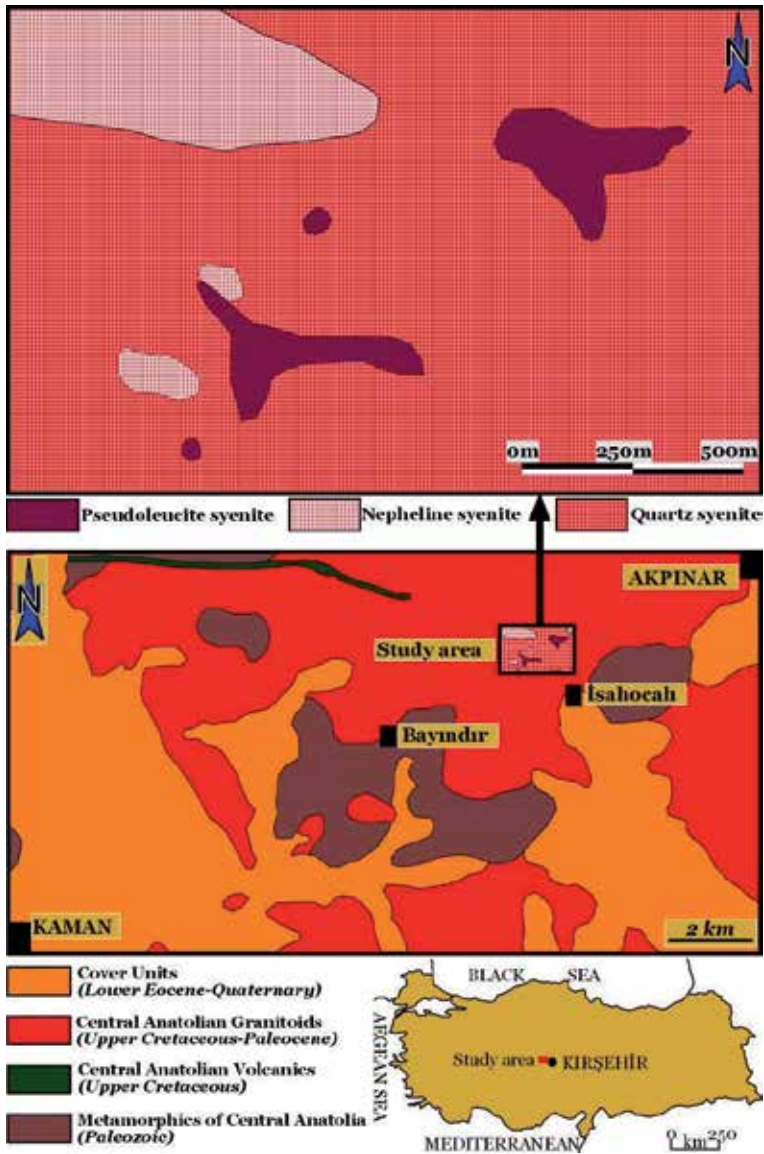 N
0m 250m 500m
Pseudoleucite syenite Nepheline syenite Quartz syenite
N
AKPINAR
Study area
İsahocalı
Bayındır
KAMAN
2 km
Cover Units
(Lower Eocene-Quaternary)
Central Anatolian Granitoids
(Upper Cretaceous-Paleocene)
Central Anatolian Volcanics
(Upper Cretaceous)
Metamorphics of Central Anatolia
(Paleozoic)
BLACK SEA
AEGEAN SEA
Study area
KIRŞEHİR
MEDITERRANEAN
0 km 250